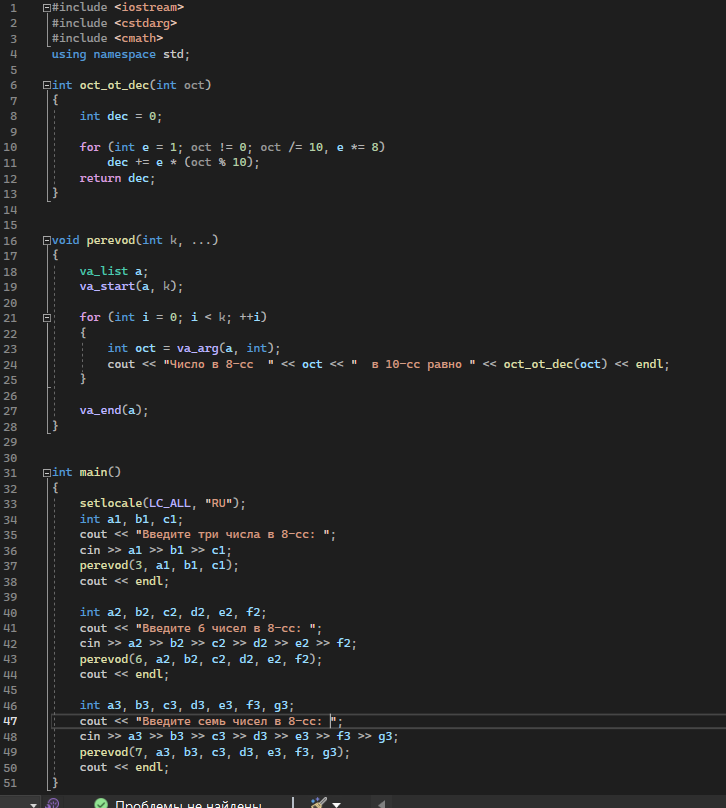 1 #include <iostream>
2 #include <cstdarg>
3 #include <cmath>
4 using namespace std;
5
6 int oct_ot_dec(int oct)
7 {
8 int dec = 0;
9
10 for (int e = 1; oct != 0; oct /= 10, e *= 8)
11 dec += e * (oct % 10);
12 return dec;
13 }
14
15
16 void perevod(int k, ...)
17 {
18 va_list a;
19 va_start(a, k);
20
21 for (int i = 0; i < k; ++i)
22 {
23 int oct = va_arg(a, int);
24 cout << "Число в 8-сс  " << oct << "  в 10-сс равно " << oct_ot_dec(oct) << endl;
25 }
26
27 va_end(a);
28 }
29
30
31 int main()
32 {
33 setlocale(LC_ALL, "RU");
34 int a1, b1, c1;
35 cout << "Введите три числа в 8-сс: ";
36 cin >> a1 >> b1 >> c1;
37 perevod(3, a1, b1, c1);
38 cout << endl;
39
40 int a2, b2, c2, d2, e2, f2;
41 cout << "Введите 6 чисел в 8-сс: ";
42 cin >> a2 >> b2 >> c2 >> d2 >> e2 >> f2;
43 perevod(6, a2, b2, c2, d2, e2, f2);
44 cout << endl;
45
46 int a3, b3, c3, d3, e3, f3, g3;
47 cout << "Введите семь чисел в 8-сс: ";
48 cin >> a3 >> b3 >> c3 >> d3 >> e3 >> f3 >> g3;
49 perevod(7, a3, b3, c3, d3, e3, f3, g3);
50 cout << endl;
51 }
Проблемы не найдены